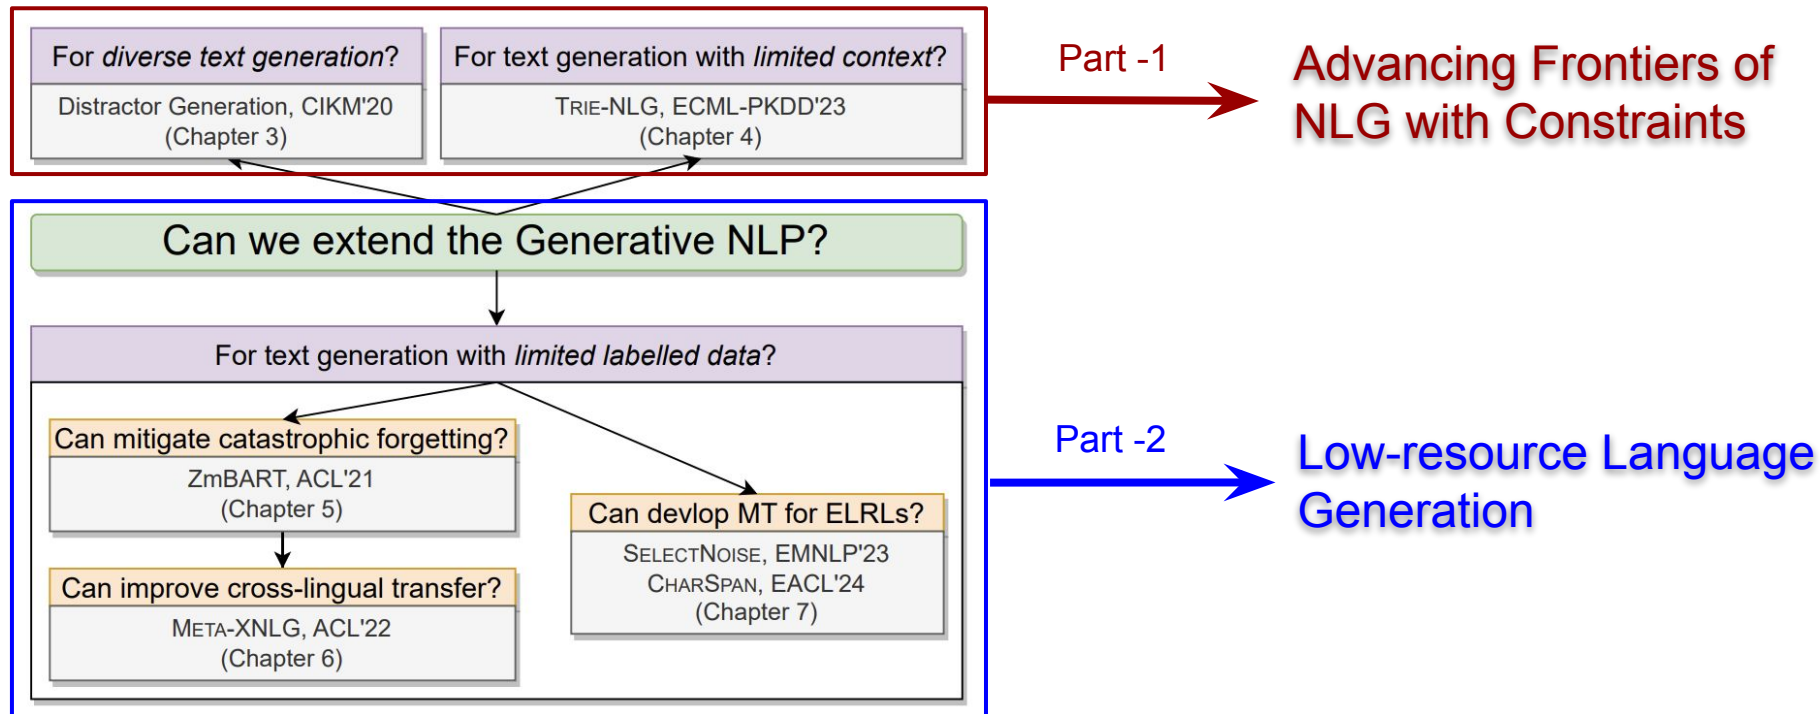 For diverse text generation?
Distractor Generation, CIKM'20
(Chapter 3)
For text generation with limited context?
TRIE-NLG, ECML-PKDD'23
(Chapter 4)
Part -1
Advancing Frontiers of
NLG with Constraints
Can we extend the Generative NLP?
For text generation with limited labelled data?
Can mitigate catastrophic forgetting?
ZmBART, ACL'21
(Chapter 5)
Can improve cross-lingual transfer?
META-XNLG, ACL'22
(Chapter 6)
Can devlop MT for ELRLs?
SELECTNOISE, EMNLP'23
CHARSPAN, EACL'24
(Chapter 7)
Part -2
Low-resource Language
Generation